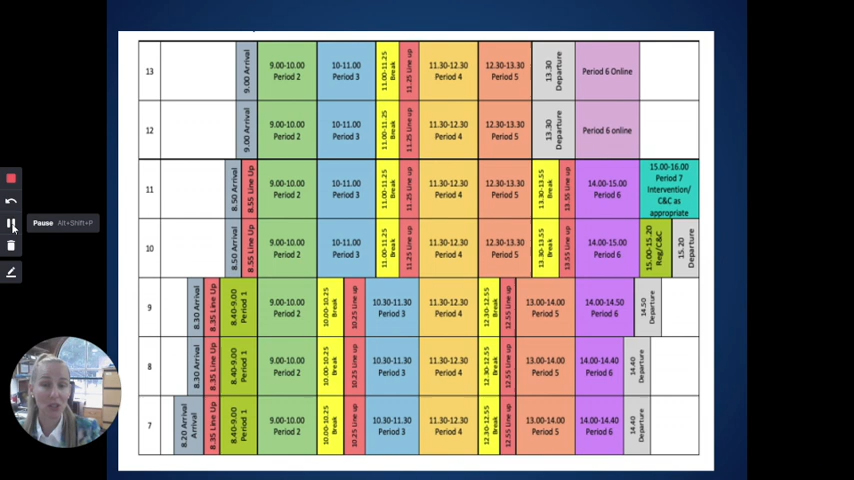 13
9.00 Arrival
9.00-10.00
Period 2
10-11.00
Period 3
11.00-11.25
Break
11.25 Line up
11.30-12.30
Period 4
12.30-13.30
Period 5
13.30
Departure
Period 6 Online
12
9.00 Arrival
9.00-10.00
Period 2
10-11.00
Period 3
11.00-11.25
Break
11.25 Line up
11.30-12.30
Period 4
12.30-13.30
Period 5
13.30
Departure
Period 6 online
11
8.50 Arrival
8.55 Line Up
9.00-10.00
Period 2
10-11.00
Period 3
11.00-11.25
Break
11.25 Line up
11.30-12.30
Period 4
12.30-13.30
Period 5
13.30-13.55
Break
13.55 Line up
14.00-15.00
Period 6
15.00-16.00
Period 7
Intervention/
C&C as
appropriate
Pause Alt+Shift+P
10
8.50 Arrival
8.55 Line Up
9.00-10.00
Period 2
10-11.00
Period 3
11.00-11.25
Break
11.25 Line up
11.30-12.30
Period 4
12.30-13.30
Period 5
13.30-13.55
Break
13.55 Line up
14.00-15.00
Period 6
15.00-15.20
Reg/C&C
15.20
Departure
9
8.30 Arrival
8.35 Line Up
8.40-9.00
Period 1
9.00-10.00
Period 2
10.00-10.25
Break
10.25 Line up
10.30-11.30
Period 3
11.30-12.30
Period 4
12.30-12.55
Break
12.55 Line up
13.00-14.00
Period 5
14.00-14.50
Period 6
14.50
Departure
8
8.30 Arrival
8.35 Line Up
8.40-9.00
Period 1
9.00-10.00
Period 2
10.00-10.25
Break
10.25 Line up
10.30-11.30
Period 3
11.30-12.30
Period 4
12.30-12.55
Break
12.55 Line up
13.00-14.00
Period 5
14.00-14.40
Period 6
14.40
Departure
7
8.20 Arrival
Arrival
8.35 Line Up
8.40-9.00
Period 1
9.00-10.00
Period 2
10.00-10.25
Break
10.25 Line up
10.30-11.30
Period 3
11.30-12.30
Period 4
12.30-12.55
Break
12.55 Line up
13.00-14.00
Period 5
14.00-14.40
Period 6
14.40
Departure